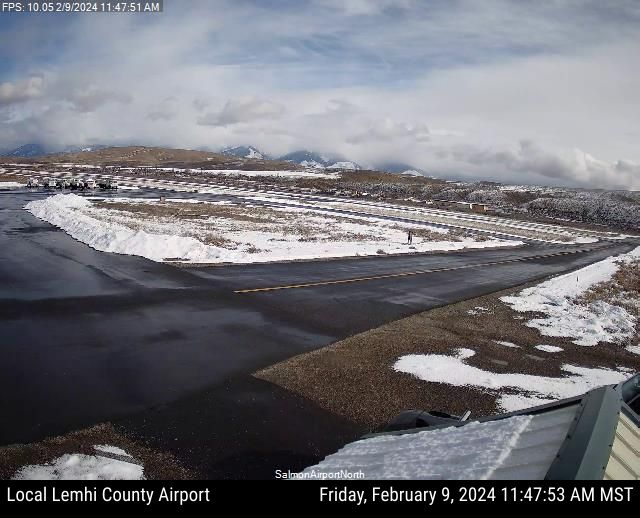 FPS: 10.05 2/9/2024 11:47:51 AM
SalmonAirportNorth
Local Lemhi County Airport Friday, February 9, 2024 11:47:53 AM MST